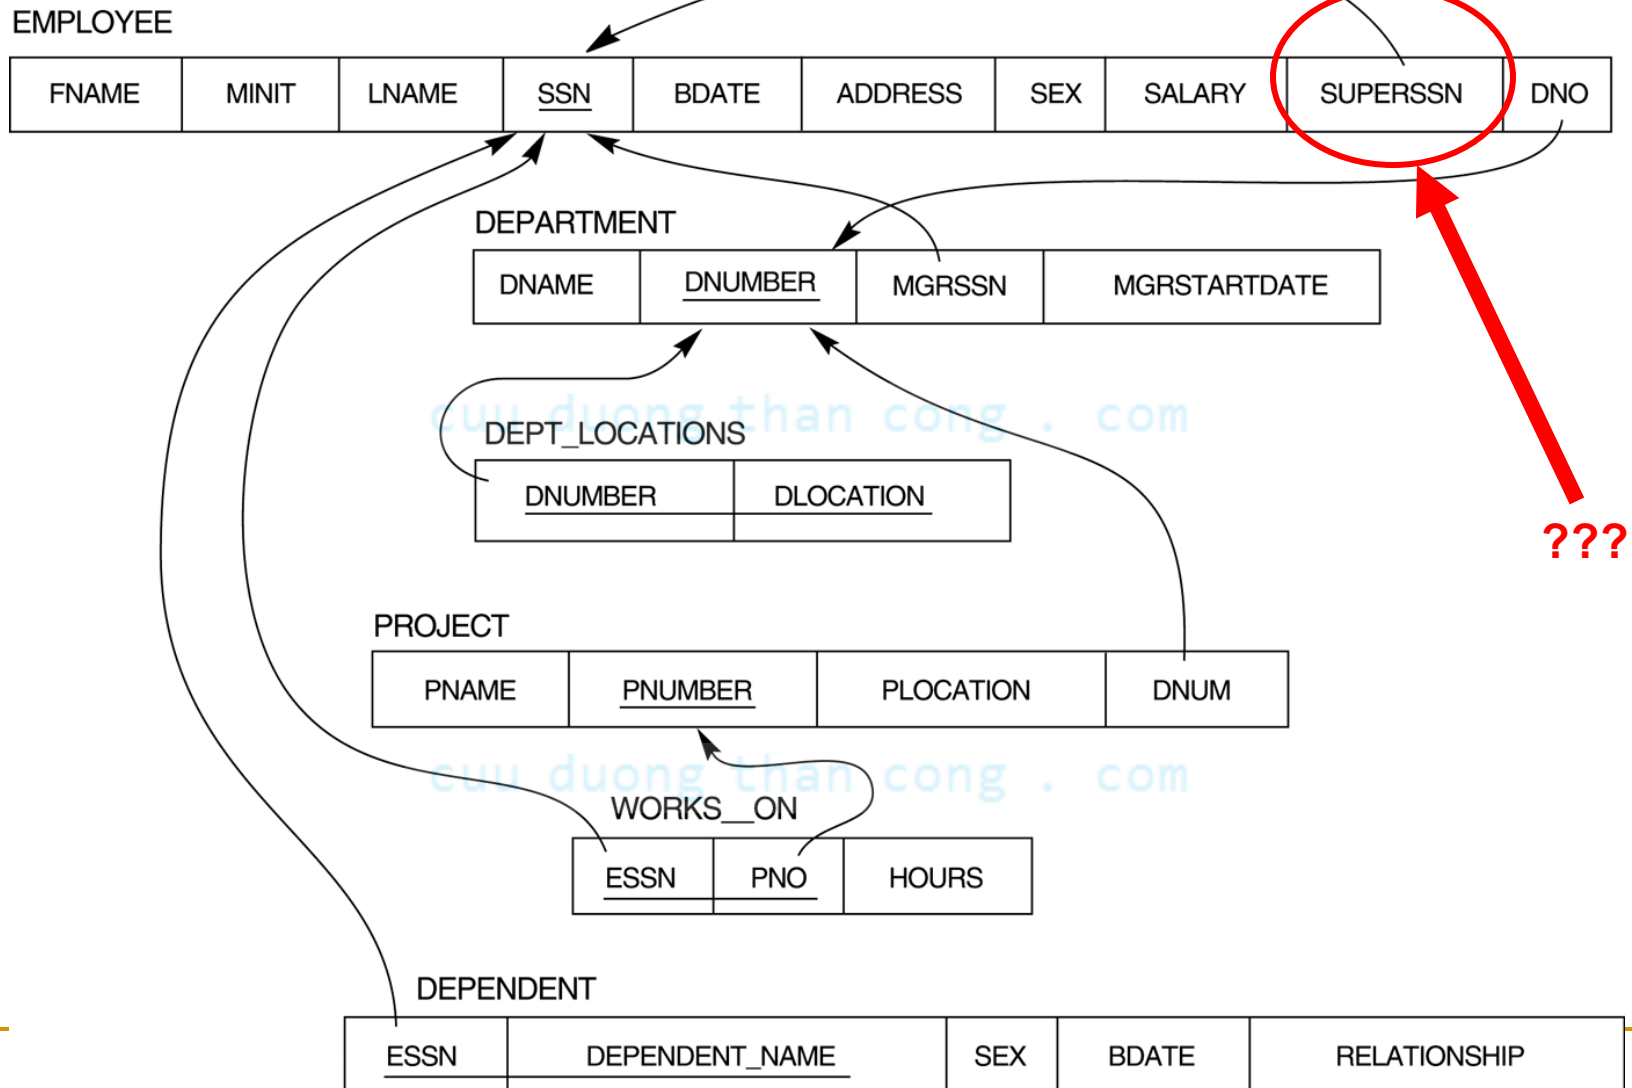 EMPLOYEE
FNAME MINIT LNAME SSN BDATE ADDRESS SEX SALARY SUPERSSN DNO
DEPARTMENT
DNAME DNUMBER MGRSSN MGRSTARTDATE
cuu duong than cong . com
DEPT_LOCATIONS
DNUMBER DLOCATION
???
PROJECT
PNAME PNUMBER PLOCATION DNUM
cuu duong than cong . com
WORKS__ON
ESSN PNO HOURS
DEPENDENT
ESSN DEPENDENT_NAME SEX BDATE RELATIONSHIP